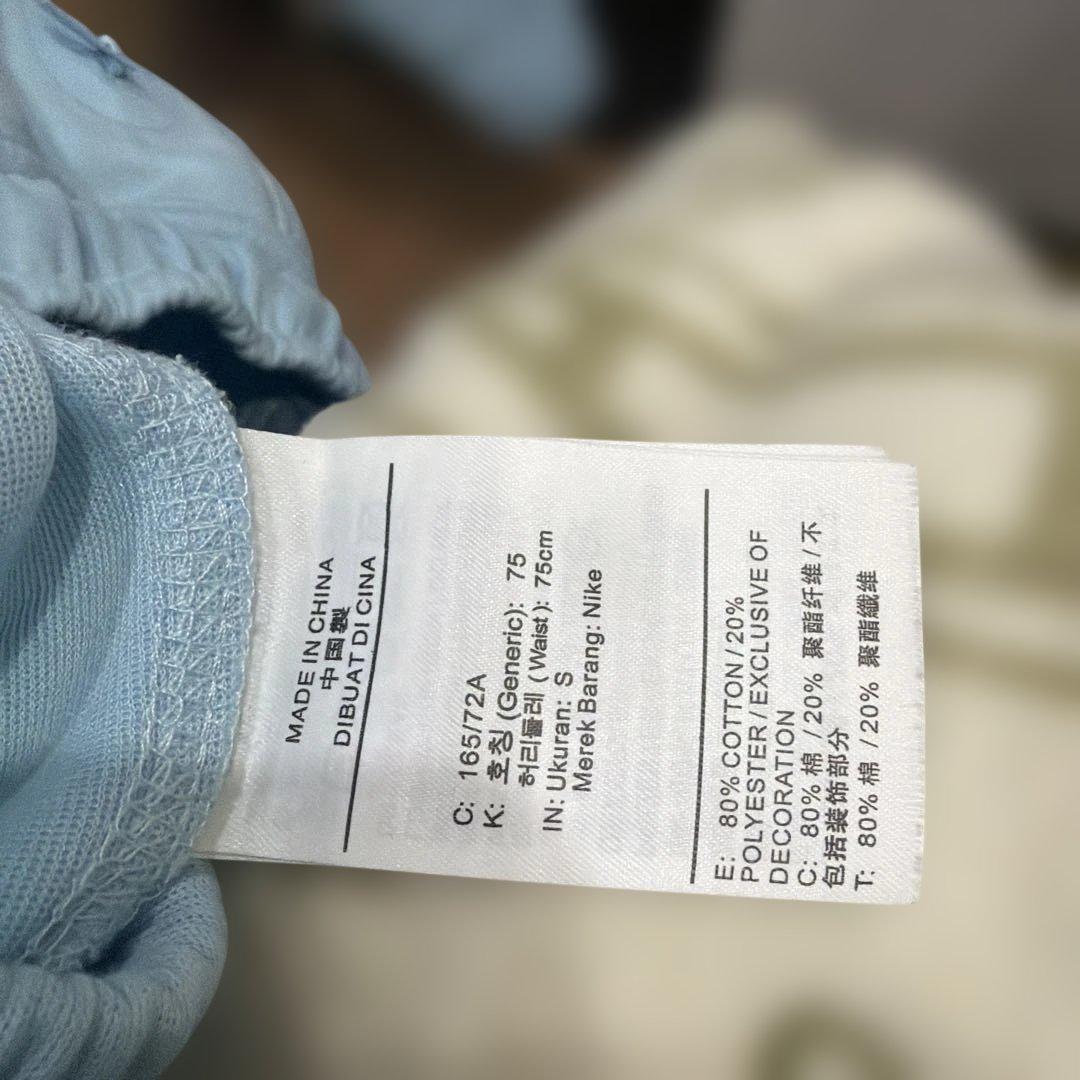 MADE IN CHINA
中国製
DIBUAT DI CINA
C: 165/72A
K: 호칭 (Generic): 75
허리둘레 (Waist): 75cm
IN: Ukuran: S
Merek Barang: Nike
E: 80% COTTON / 20%
POLYESTER / EXCLUSIVE OF
DECORATION
C: 80% 棉 / 20% 聚酯纤维 / 不
包括装饰部分
T: 80% 棉 / 20% 聚酯纖維